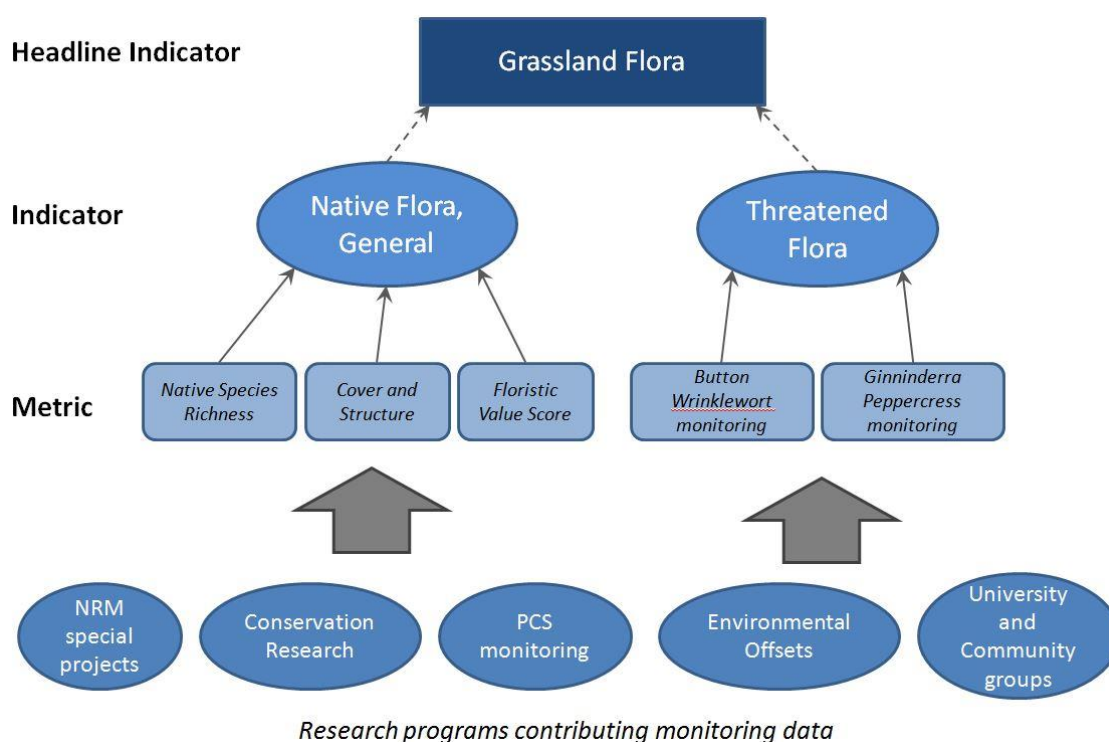 Headline Indicator
Grassland Flora
Indicator
Native Flora,
General
Threatened
Flora
Metric
Native Species
Richness
Cover and
Structure
Floristic
Value Score
Button
Wrinklewort
monitoring
Ginninderra
Peppercress
monitoring
NRM
special
projects
Conservation
Research
PCS
monitoring
Environmental
Offsets
University
and
Community
groups
Research programs contributing monitoring data